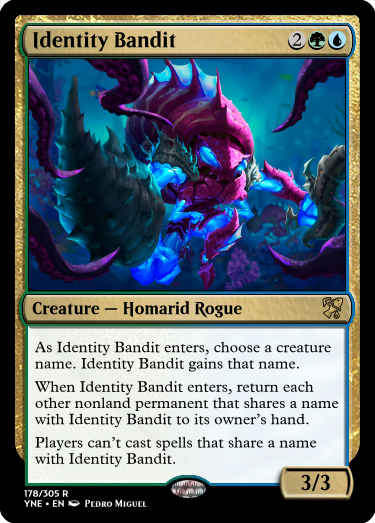 Identity Bandit 2
Creature — Homarid Rogue
As Identity Bandit enters, choose a creature
name. Identity Bandit gains that name.
When Identity Bandit enters, return each
other nonland permanent that shares a name
with Identity Bandit to its owner's hand.
Players can't cast spells that share a name
with Identity Bandit.
3/3
178/305 R
YNE • EN Pedro Miguel